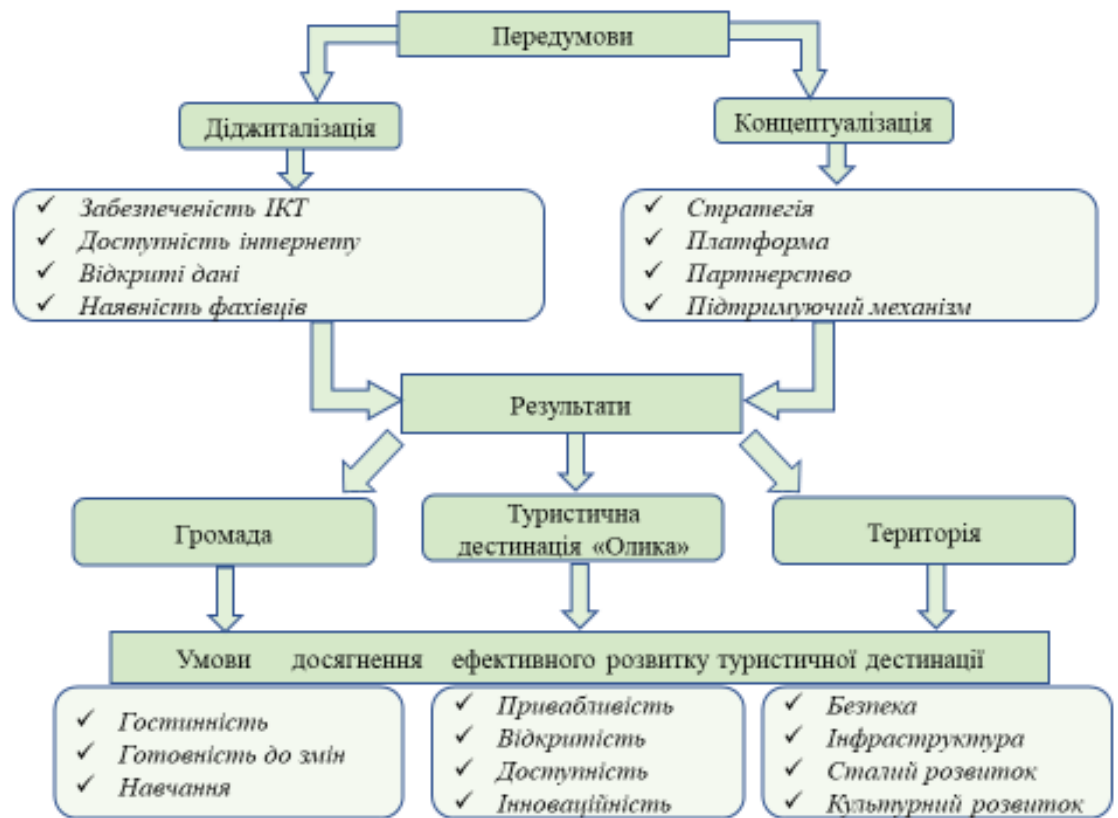 Передумови
Діджиталізація
Концептуалізація
✓ Забезпеченість ІКТ
✓ Доступність інтернету
✓ Відкриті дані
✓ Наявність фахівців
✓ Стратегія
✓ Платформа
✓ Партнерство
✓ Підтримуючий механізм
Результати
Громада
Туристична
дестинація «Олика»
Територія
Умови досягнення ефективного розвитку туристичної дестинації
✓ Гостинність
✓ Готовність до змін
✓ Навчання
✓ Привабливість
✓ Відкритість
✓ Доступність
✓ Інноваційність
✓ Безпека
✓ Інфраструктура
✓ Сталий розвиток
✓ Культурний розвиток